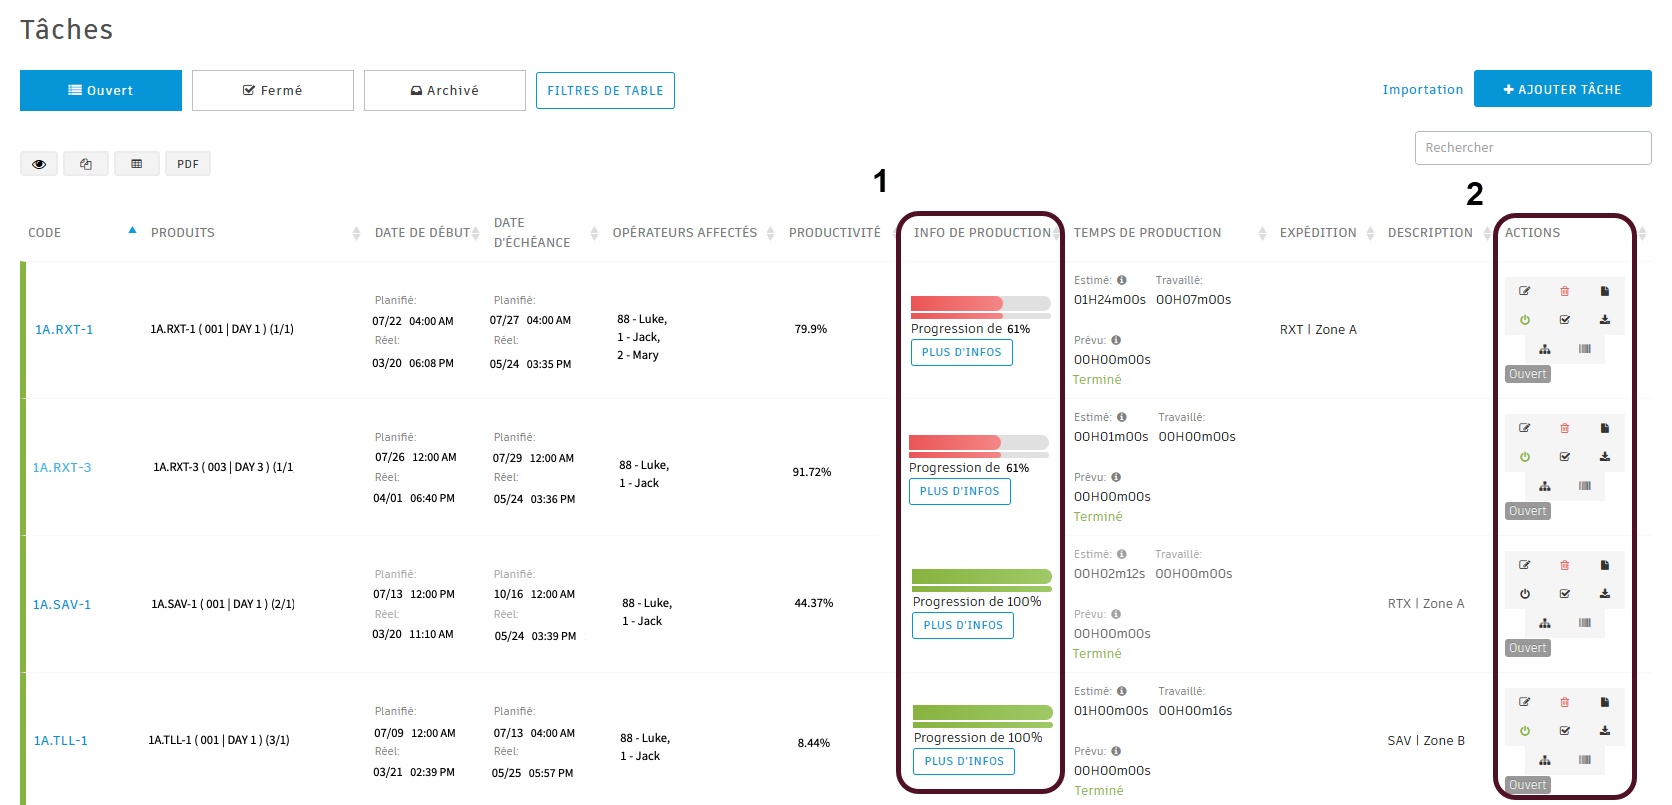 Tâches
Ouvert
Fermé
Archivé
FILTRES DE TABLE
Importation
AJOUTER TÂCHE
Rechercher
PDF
1
2
CODE
PRODUITS
DATE DE DÉBUT
DATE
D'ÉCHÉANCE
OPÉRATEURS AFFECTÉS
PRODUCTIVITÉ
INFO DE PRODUCTION
TEMPS DE PRODUCTION
EXPÉDITION
DESCRIPTION
ACTIONS
1A.RXT-1
1A.RXT-1 ( 001 | DAY 1 ) (1/1)
Planifié:
07/22 04:00 AM
Réel:
03/20 06:08 PM
Planifié:
07/27 04:00 AM
Réel:
05/24 03:35 PM
88 - Luke,
1 - Jack,
2 - Mary
79.9%
Progression de 61%
PLUS D'INFOS
Estimé: Travaillé:
01H24m00s 00H07m00s
Prévu:
00H00m00s
Terminé
RXT | Zone A
Ouvert
1A.RXT-3
1A.RXT-3 ( 003 | DAY 3 ) (1/1
Planifié:
07/26 12:00 AM
Réel:
04/01 06:40 PM
Planifié:
07/29 12:00 AM
Réel:
05/24 03:36 PM
88 - Luke,
1 - Jack
91.72%
Progression de 61%
PLUS D'INFOS
Estimé: Travaillé:
00H01m00s 00H00m00s
Prévu:
00H00m00s
Terminé
Ouvert
1A.SAV-1
1A.SAV-1 ( 001 | DAY 1 ) (2/1)
Planifié:
07/13 12:00 PM
Réel:
03/20 11:10 AM
Planifié:
10/16 12:00 AM
Réel:
05/24 03:39 PM
88 - Luke,
1 - Jack
44.37%
Progression de 100%
PLUS D'INFOS
Estimé: Travaillé:
00H02m12s 00H00m00s
Prévu:
00H00m00s
Terminé
RTX | Zone A
Ouvert
1A.TLL-1
1A.TLL-1 ( 001 | DAY 1 ) (3/1)
Planifié:
07/09 12:00 AM
Réel:
03/21 02:39 PM
Planifié:
07/13 04:00 AM
Réel:
05/25 05:57 PM
88 - Luke,
1 - Jack
8.44%
Progression de 100%
PLUS D'INFOS
Estimé: Travaillé:
01H00m00s 00H00m16s
Prévu:
00H00m00s
Terminé
SAV | Zone B
Ouvert